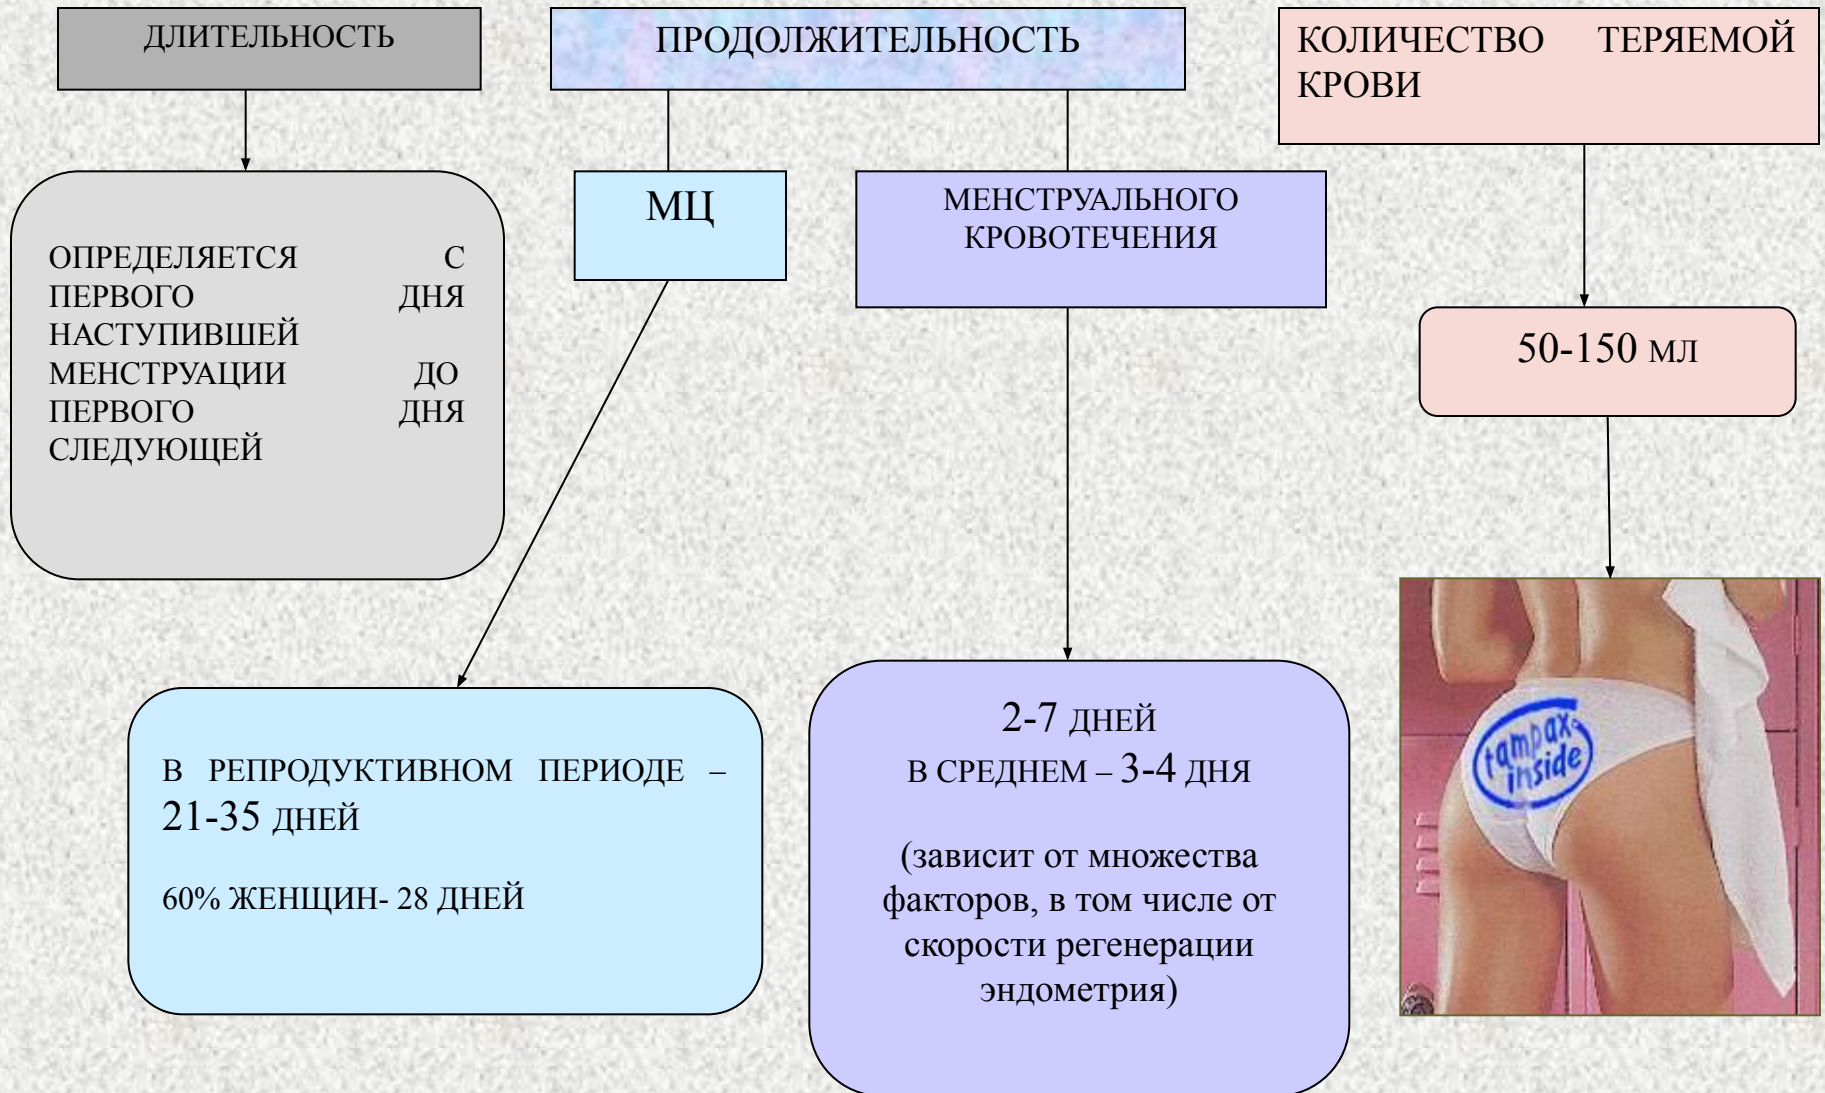 ДЛИТЕЛЬНОСТЬ
ПРОДОЛЖИТЕЛЬНОСТЬ
КОЛИЧЕСТВО ТЕРЯЕМОЙ
КРОВИ
ОПРЕДЕЛЯЕТСЯ С
ПЕРВОГО ДНЯ
НАСТУПИВШЕЙ
МЕНСТРУАЦИИ ДО
ПЕРВОГО ДНЯ
СЛЕДУЮЩЕЙ
МЦ
МЕНСТРУАЛЬНОГО
КРОВОТЕЧЕНИЯ
50-150 МЛ
В РЕПРОДУКТИВНОМ ПЕРИОДЕ –
21-35 ДНЕЙ
60% ЖЕНЩИН- 28 ДНЕЙ
2-7 ДНЕЙ
В СРЕДНЕМ – 3-4 ДНЯ
(зависит от множества
факторов, в том числе от
скорости регенерации
эндометрия)
tampax
inside